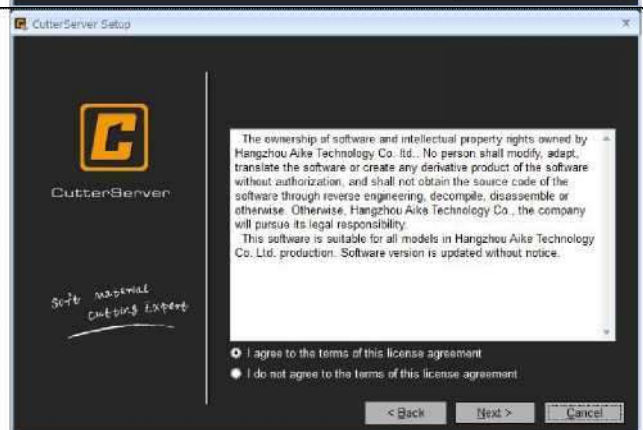 CutterServer Setup
The ownership of software and intellectual property rights owned by
Hangzhou Aike Technology Co. ltd.. No person shall modify, adapt,
translate the software or create any derivative product of the software
without authorization, and shall not obtain the source code of the
software through reverse engineering, decompile, disassemble or
otherwise. Otherwise, Hangzhou Aike Technology Co., the company
will pursue its legal responsibility.
This software is suitable for all models in Hangzhou Aike Technology
Co. Ltd. production. Software version is updated without notice.
C
CutterServer
Soft material
cutting Expert
I agree to the terms of this license agreement
I do not agree to the terms of this license agreement
< Back
Next >
Cancel